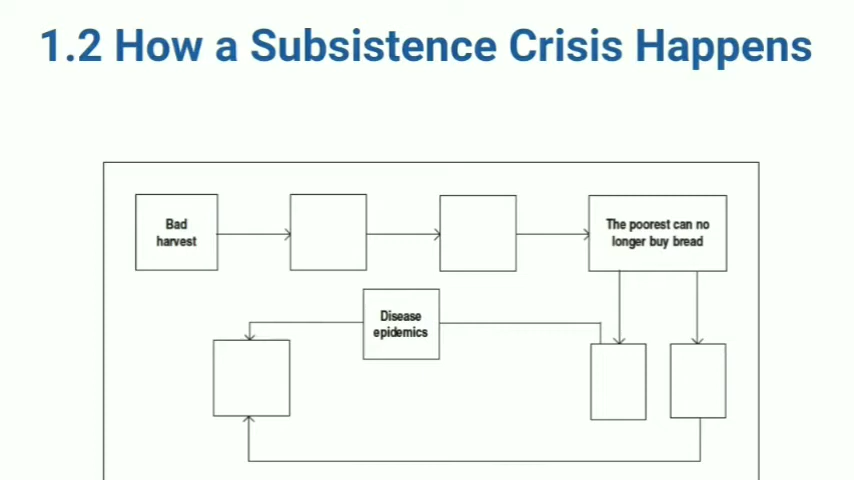 1.2 How a Subsistence Crisis Happens
Bad
harvest
The poorest can no
longer buy bread
Disease
epidemics